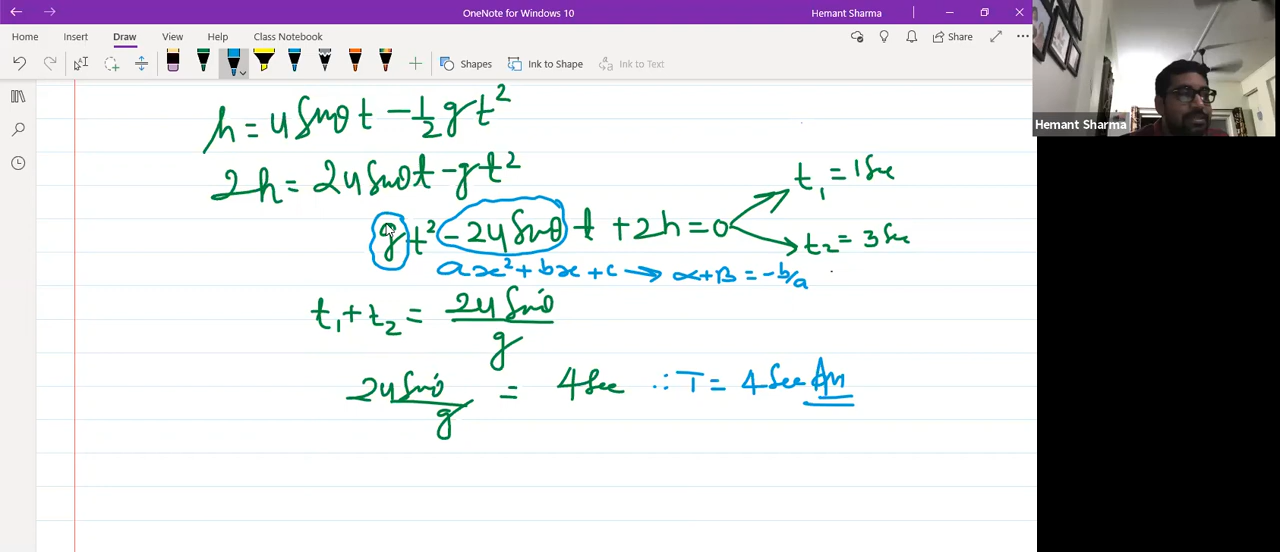 OneNote for Windows 10
Hemant Sharma
Home Insert Draw View Help Class Notebook
Share
Shapes Ink to Shape Ink to Text
h = u Sinθ t - 1/2 g t²
2h = 2u Sinθ t - g t²
g t² - 2u Sinθ t + 2h = 0
t₁ = 1 Sec
t₂ = 3 Sec
ax² + bx + c → α + β = -b/a
t₁ + t₂ = 2u Sinθ / g
2u Sinθ / g = 4 Sec ∴ T = 4 Sec Ans
Hemant Sharma